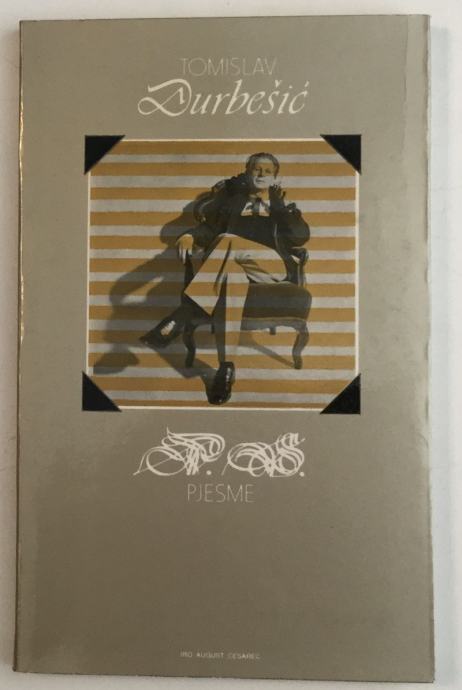 TOMISLAV
Durbešić
P. S.
PJESME
IRO AUGUST CESAREC